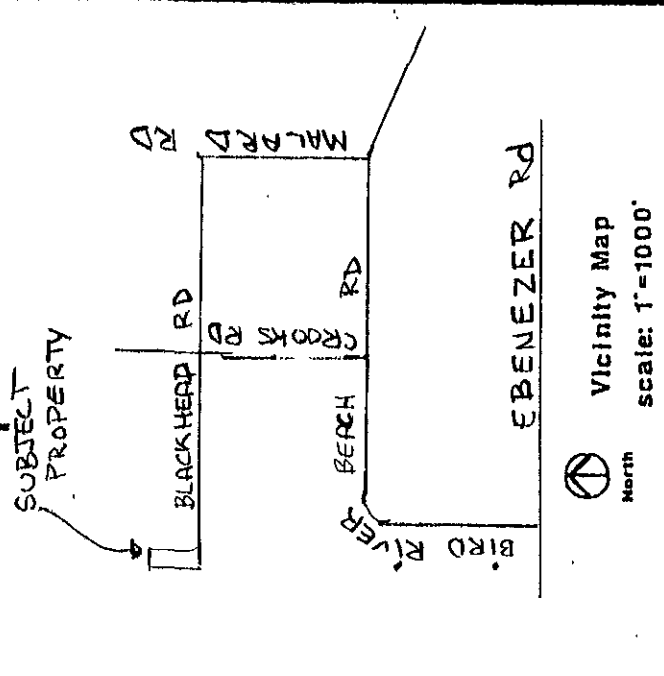 SUBJECT
PROPERTY
BLACKHEAD RD
MALARD RD
CROOKS RD
BIRD RIVER BEACH RD
EBENEZER Rd
North
Vicinity Map
scale: 1"=1000'